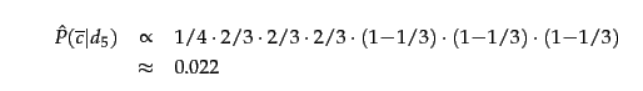 P̂(c̅|d₅) ∝ 1/4 · 2/3 · 2/3 · 2/3 · (1−1/3) · (1−1/3) · (1−1/3)
≈ 0.022